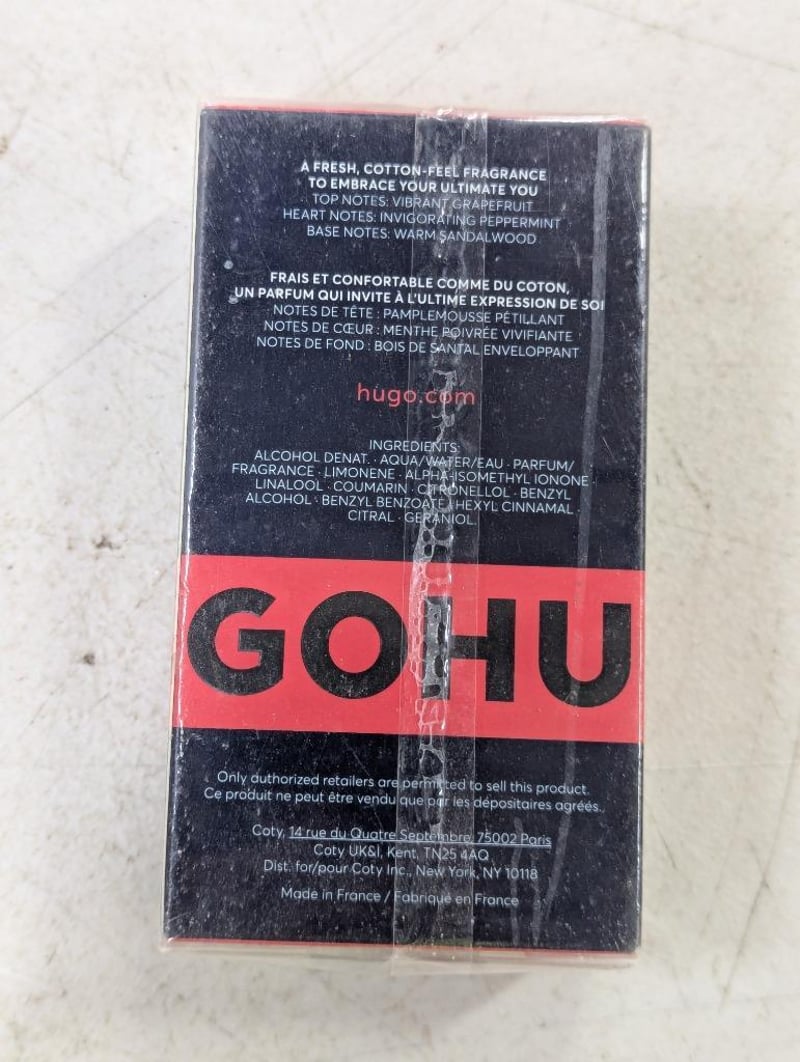 A FRESH, COTTON-FEEL FRAGRANCE
TO EMBRACE YOUR ULTIMATE YOU
TOP NOTES: VIBRANT GRAPEFRUIT
HEART NOTES: INVIGORATING PEPPERMINT
BASE NOTES: WARM SANDALWOOD
FRAIS ET CONFORTABLE COMME DU COTON,
UN PARFUM QUI INVITE À L'ULTIME EXPRESSION DE SOI
NOTES DE TÊTE : PAMPLEMOUSSE PÉTILLANT
NOTES DE CŒUR : MENTHE POIVRÉE VIVIFIANTE
NOTES DE FOND : BOIS DE SANTAL ENVELOPPANT
hugo.com
INGREDIENTS:
ALCOHOL DENAT. · AQUA/WATER/EAU · PARFUM/
FRAGRANCE · LIMONENE · ALPHA-ISOMETHYL IONONE ·
LINALOOL · COUMARIN · CITRONELLOL · BENZYL
ALCOHOL · BENZYL BENZOATE · HEXYL CINNAMAL ·
CITRAL · GERANIOL.
GOHU
Only authorized retailers are permitted to sell this product.
Ce produit ne peut être vendu que par les dépositaires agréés.
Coty, 14 rue du Quatre Septembre, 75002 Paris
Coty UK&I, Kent, TN25 4AQ
Dist. for/pour Coty Inc., New York, NY 10118
Made in France / Fabriqué en France